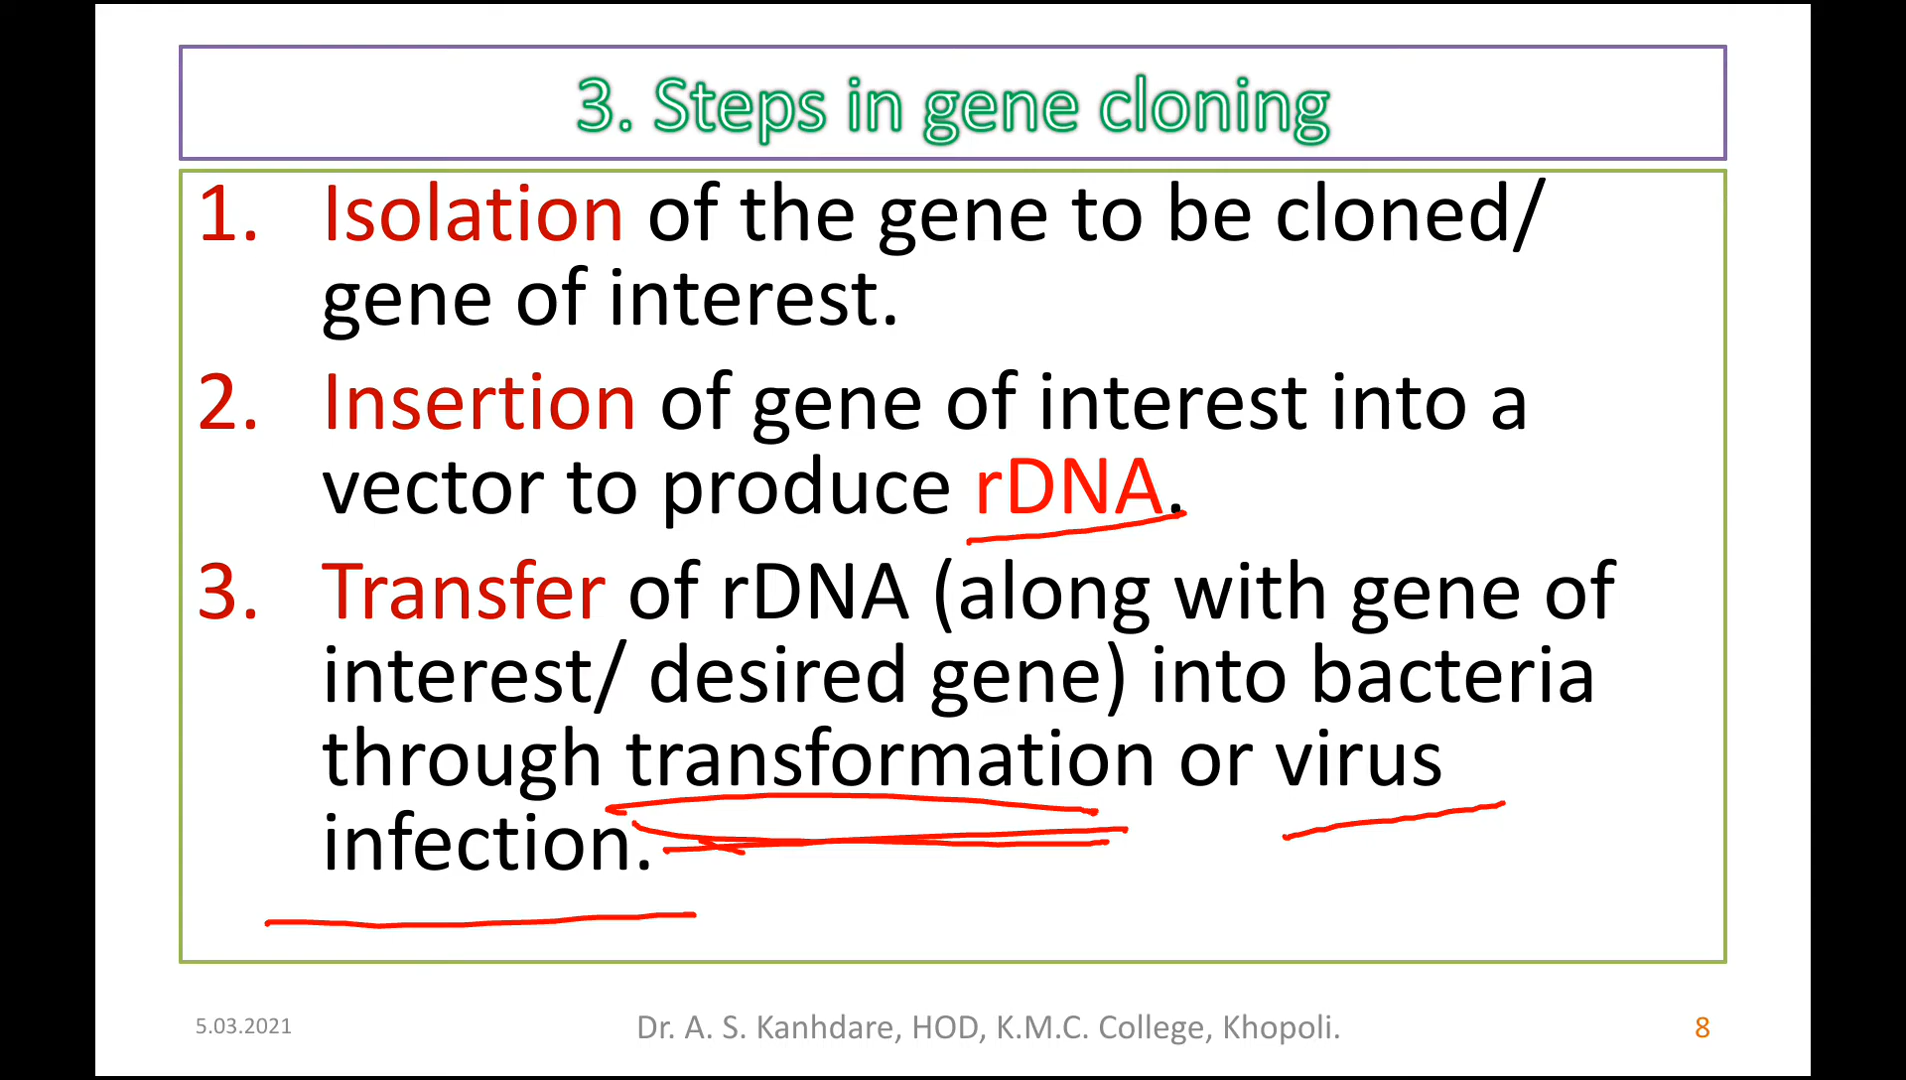 3. Steps in gene cloning
1. Isolation of the gene to be cloned/
gene of interest.
2. Insertion of gene of interest into a
vector to produce rDNA.
3. Transfer of rDNA (along with gene of
interest/ desired gene) into bacteria
through transformation or virus
infection.
5.03.2021
Dr. A. S. Kanhdare, HOD, K.M.C. College, Khopoli.
8